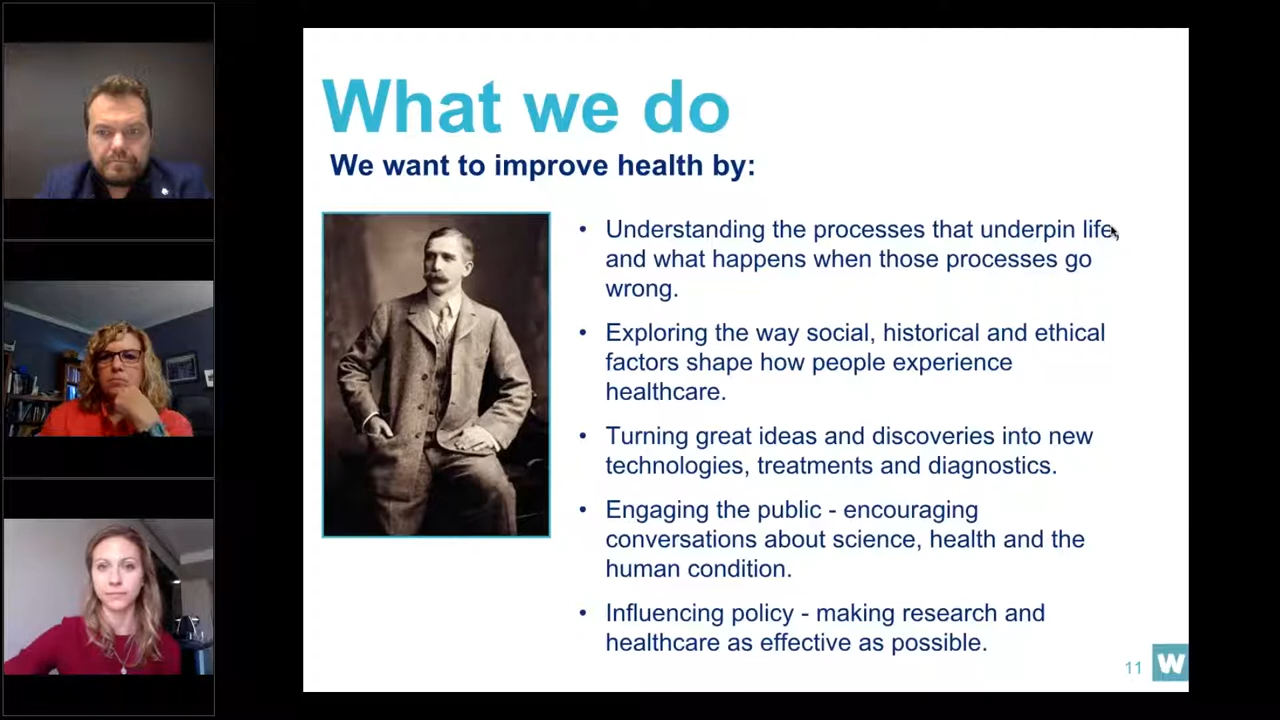 What we do
We want to improve health by:
• Understanding the processes that underpin life,
and what happens when those processes go
wrong.
• Exploring the way social, historical and ethical
factors shape how people experience
healthcare.
• Turning great ideas and discoveries into new
technologies, treatments and diagnostics.
• Engaging the public - encouraging
conversations about science, health and the
human condition.
• Influencing policy - making research and
healthcare as effective as possible.
11
W